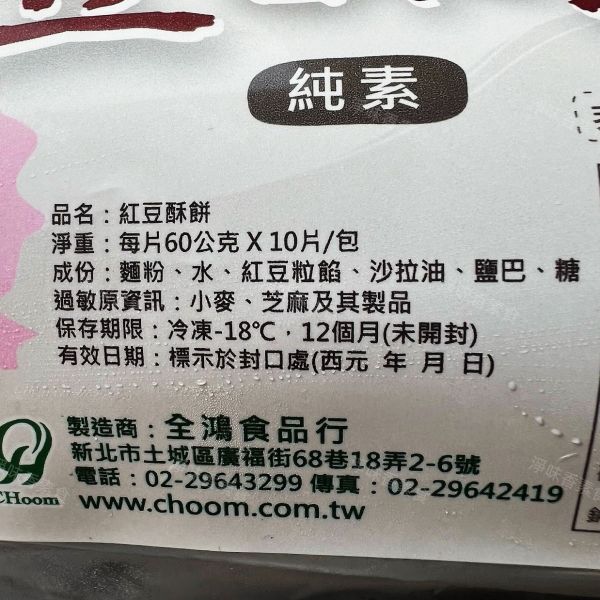 純素
品名：紅豆酥餅
淨重：每片60公克 X 10片/包
成份：麵粉、水、紅豆粒餡、沙拉油、鹽巴、糖
過敏原資訊：小麥、芝麻及其製品
保存期限：冷凍-18℃，12個月(未開封)
有效日期：標示於封口處(西元 年 月 日)
製造商：全鴻食品行
新北市土城區廣福街68巷18弄2-6號
電話：02-29643299 傳真：02-29642419
CHoom
www.choom.com.tw